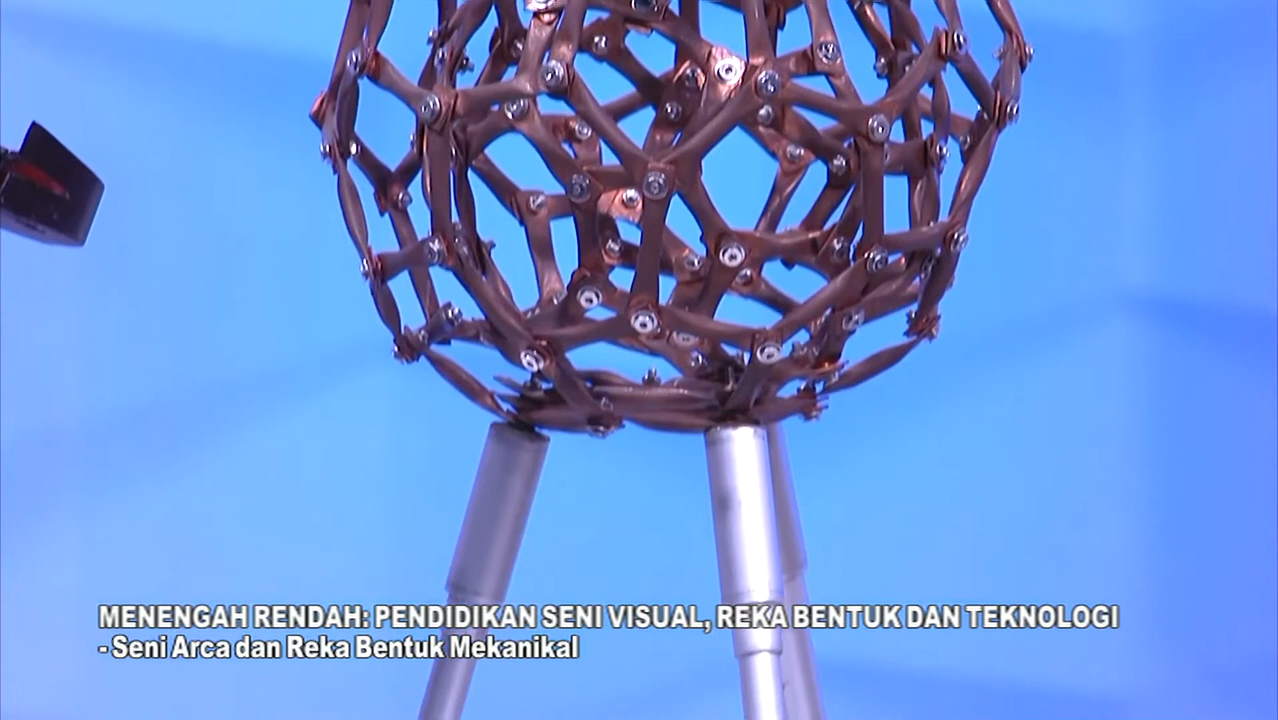 MENENGAH RENDAH: PENDIDIKAN SENI VISUAL, REKA BENTUK DAN TEKNOLOGI
- Seni Arca dan Reka Bentuk Mekanikal